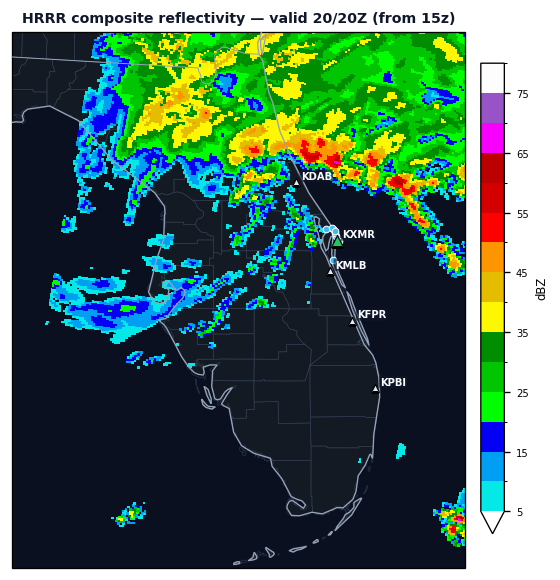 HRRR composite reflectivity — valid 20/20Z (from 15z)
KDAB
KXMR
KMLB
KFPR
KPBI
75
65
55
45
35
25
15
5
dBZ